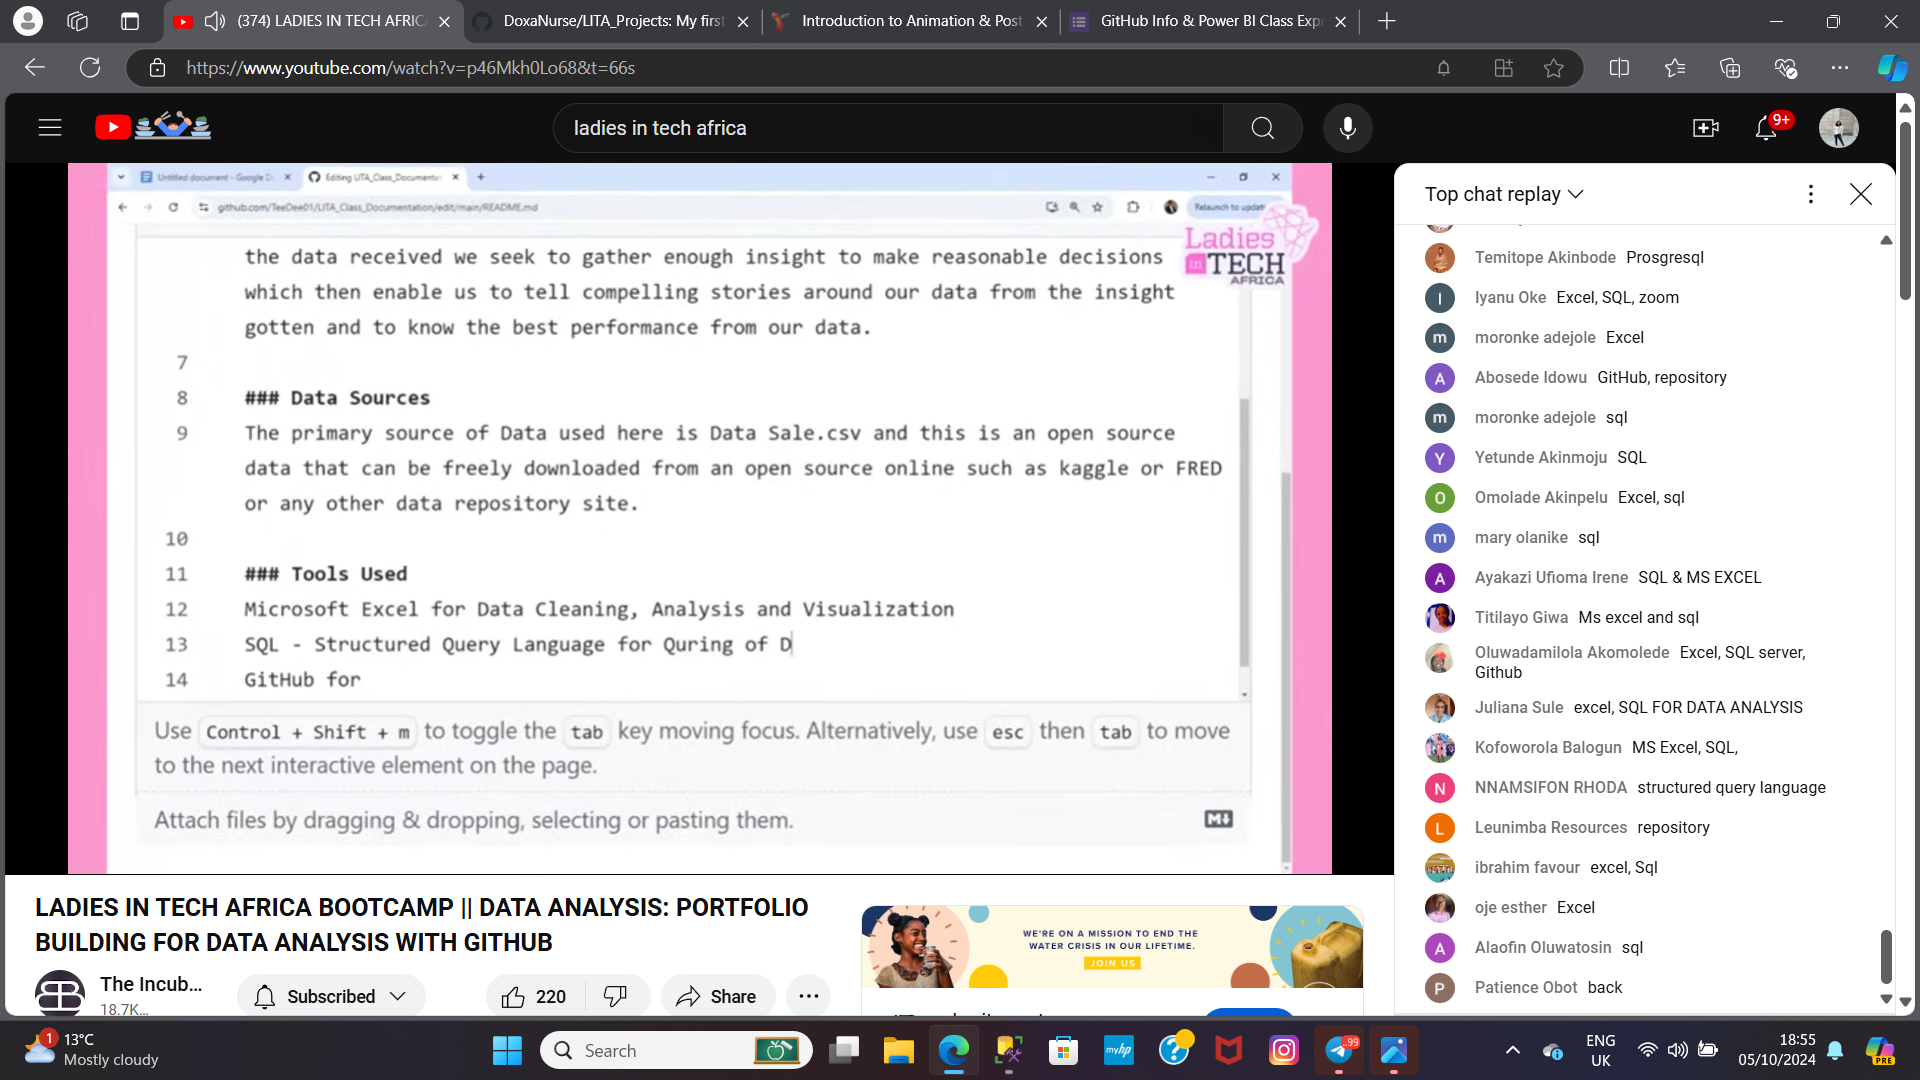 (374) LADIES IN TECH AFRIC
DoxaNurse/LITA_Projects: My first
Introduction to Animation & Post
GitHub Info & Power BI Class Exp
https://www.youtube.com/watch?v=p46Mkh0Lo68&t=66s
ladies in tech africa
9+
Untitled document - Google D
Editing LITA_Class_Documenta
github.com/TeeDee01/LITA_Class_Documentation/edit/main/README.md
Relaunch to update
Ladies
in TECH
AFRICA
the data received we seek to gather enough insight to make reasonable decisions
which then enable us to tell compelling stories around our data from the insight
gotten and to know the best performance from our data.
7
8 ### Data Sources
9 The primary source of Data used here is Data Sale.csv and this is an open source
data that can be freely downloaded from an open source online such as kaggle or FRED
or any other data repository site.
10
11 ### Tools Used
12 Microsoft Excel for Data Cleaning, Analysis and Visualization
13 SQL - Structured Query Language for Quring of D
14 GitHub for
Use Control + Shift + m to toggle the tab key moving focus. Alternatively, use esc then tab to move
to the next interactive element on the page.
Attach files by dragging & dropping, selecting or pasting them.
LADIES IN TECH AFRICA BOOTCAMP || DATA ANALYSIS: PORTFOLIO
BUILDING FOR DATA ANALYSIS WITH GITHUB
The Incub...
18.7K...
Subscribed
220
Share
WE'RE ON A MISSION TO END THE
WATER CRISIS IN OUR LIFETIME.
JOIN US
Top chat replay
Temitope Akinbode Prosgresql
I Iyanu Oke Excel, SQL, zoom
m moronke adejole Excel
A Abosede Idowu GitHub, repository
m moronke adejole sql
Y Yetunde Akinmoju SQL
O Omolade Akinpelu Excel, sql
m mary olanike sql
A Ayakazi Ufioma Irene SQL & MS EXCEL
Titilayo Giwa Ms excel and sql
Oluwadamilola Akomolede Excel, SQL server,
Github
Juliana Sule excel, SQL FOR DATA ANALYSIS
Kofoworola Balogun MS Excel, SQL,
N NNAMSIFON RHODA structured query language
L Leunimba Resources repository
ibrahim favour excel, Sql
oje esther Excel
A Alaofin Oluwatosin sql
P Patience Obot back
1
13°C
Mostly cloudy
Search
myhp
.99
ENG
UK
18:55
05/10/2024
PRE